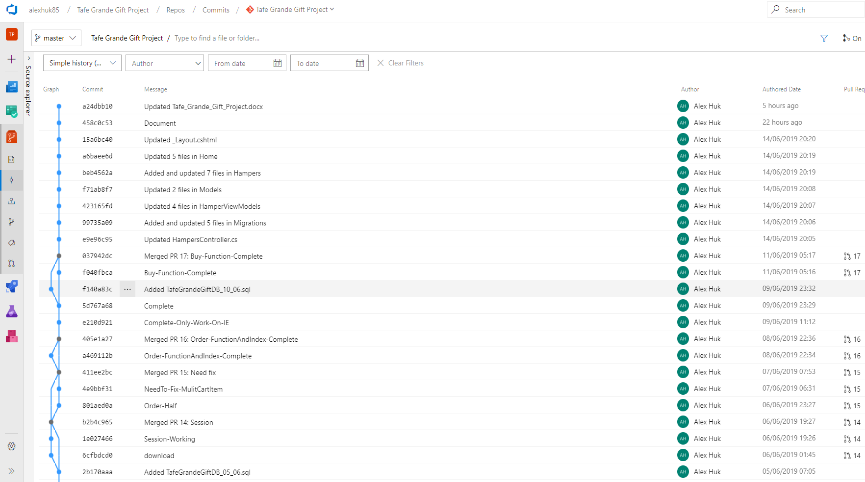 alexhuk85 / Tafe Grande Gift Project / Repos / Commits / Tafe Grande Gift Project
Search
TF
master
Tafe Grande Gift Project / Type to find a file or folder...
On
Source explorer
Simple history (...
Author
From date
To date
Clear Filters
Graph Commit Message Author Authored Date Pull Req
a24dbb10 Updated Tafe_Grande_Gift_Project.docx AH Alex Huk 5 hours ago
458c0c53 Document AH Alex Huk 22 hours ago
15a6bc40 Updated _Layout.cshtml AH Alex Huk 14/06/2019 20:20
a6baee6d Updated 5 files in Home AH Alex Huk 14/06/2019 20:19
beb4562a Added and updated 7 files in Hampers AH Alex Huk 14/06/2019 20:19
f71ab8f7 Updated 2 files in Models AH Alex Huk 14/06/2019 20:08
423165fd Updated 4 files in HamperViewModels AH Alex Huk 14/06/2019 20:07
99735a09 Added and updated 5 files in Migrations AH Alex Huk 14/06/2019 20:06
e9e96c95 Updated HampersController.cs AH Alex Huk 14/06/2019 20:05
037942dc Merged PR 17: Buy-Function-Complete AH Alex Huk 11/06/2019 05:17 17
f040fbca Buy-Function-Complete AH Alex Huk 11/06/2019 05:16 17
f140a83c ... Added TafeGrandeGiftDB_10_06.sql AH Alex Huk 09/06/2019 23:32
5d767a68 Complete AH Alex Huk 09/06/2019 23:29
e210d921 Complete-Only-Work-On-IE AH Alex Huk 09/06/2019 11:12
405e1a27 Merged PR 16: Order-FunctionAndIndex-Complete AH Alex Huk 08/06/2019 22:36 16
a469112b Order-FunctionAndIndex-Complete AH Alex Huk 08/06/2019 22:34 16
411ee2bc Merged PR 15: Need fix AH Alex Huk 07/06/2019 07:53 15
4e9bbf31 NeedTo-Fix-MulitCartItem AH Alex Huk 07/06/2019 06:31 15
801aed0a Order-Half AH Alex Huk 06/06/2019 23:27 15
b2b4c965 Merged PR 14: Session AH Alex Huk 06/06/2019 19:27 14
1e027466 Session-Working AH Alex Huk 06/06/2019 19:26 14
6cfbdcd0 download AH Alex Huk 06/06/2019 01:45 14
2b170aaa Added TafeGrandeGiftDB_05_06.sql AH Alex Huk 05/06/2019 07:05